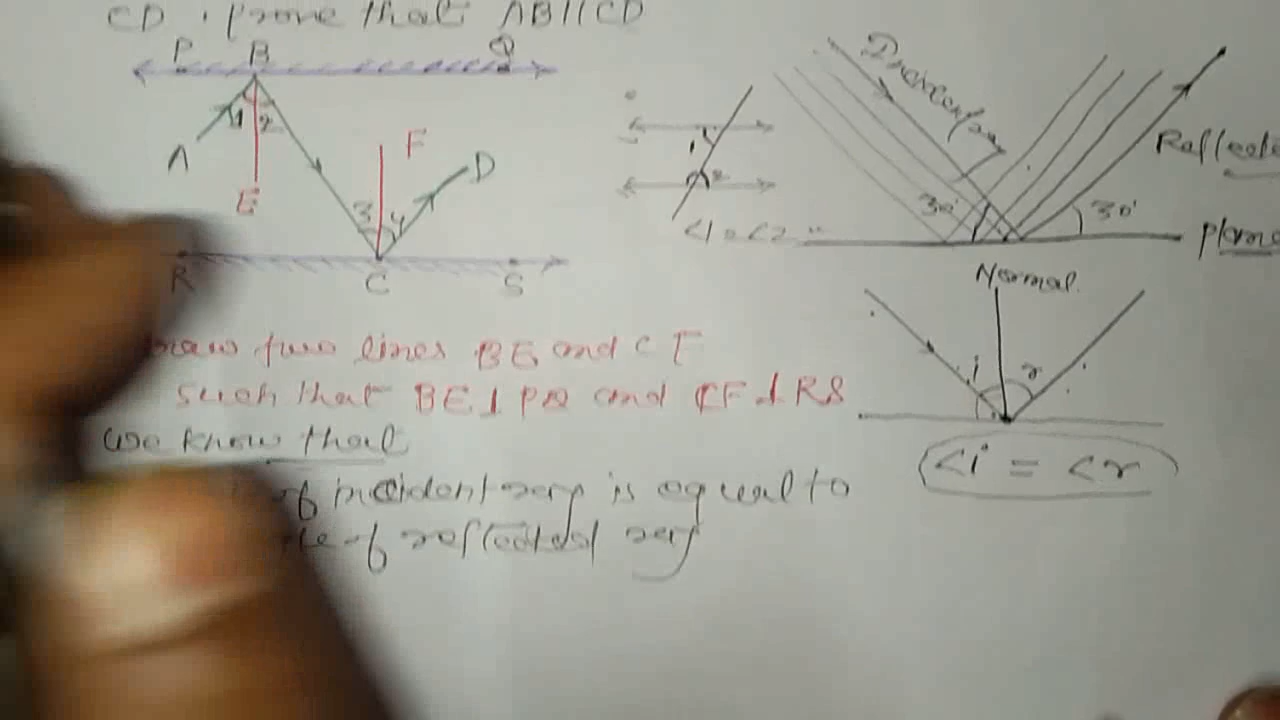 CD . prove that AB||CD
P B Q
1 2
A
E
F
D
3 4
R C S
1
2
<1=<2"
30°
30°
Normal.
i r
<i = <r
two lines BE and CF
such that BE⊥PQ and CF⊥RS
we know that
of incident ray is equal to
of reflected ray